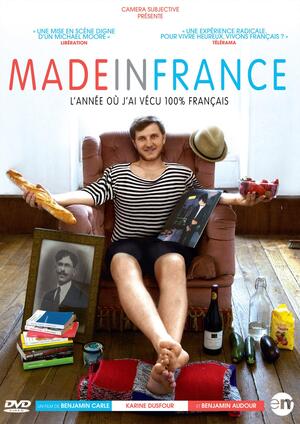 CAMERA SUBJECTIVE
PRÉSENTE
« UNE MISE EN SCÈNE DIGNE
D'UN MICHAEL MOORE »
LIBÉRATION
« UNE EXPÉRIENCE RADICALE.
POUR VIVRE HEUREUX, VIVONS FRANÇAIS ? »
TÉLÉRAMA
MADEINFRANCE
L'ANNÉE OÙ J'AI VÉCU 100% FRANÇAIS
DVD
VIDEO
UN FILM DE BENJAMIN CARLE KARINE DUSFOUR ET BENJAMIN AUDOUR